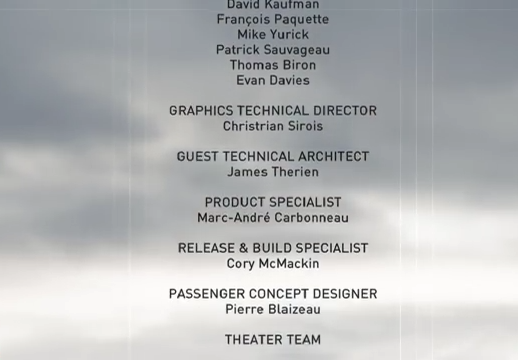 David Kaufman
François Paquette
Mike Yurick
Patrick Sauvageau
Thomas Biron
Evan Davies
GRAPHICS TECHNICAL DIRECTOR
Christrian Sirois
GUEST TECHNICAL ARCHITECT
James Therien
PRODUCT SPECIALIST
Marc-André Carbonneau
RELEASE & BUILD SPECIALIST
Cory McMackin
PASSENGER CONCEPT DESIGNER
Pierre Blaizeau
THEATER TEAM